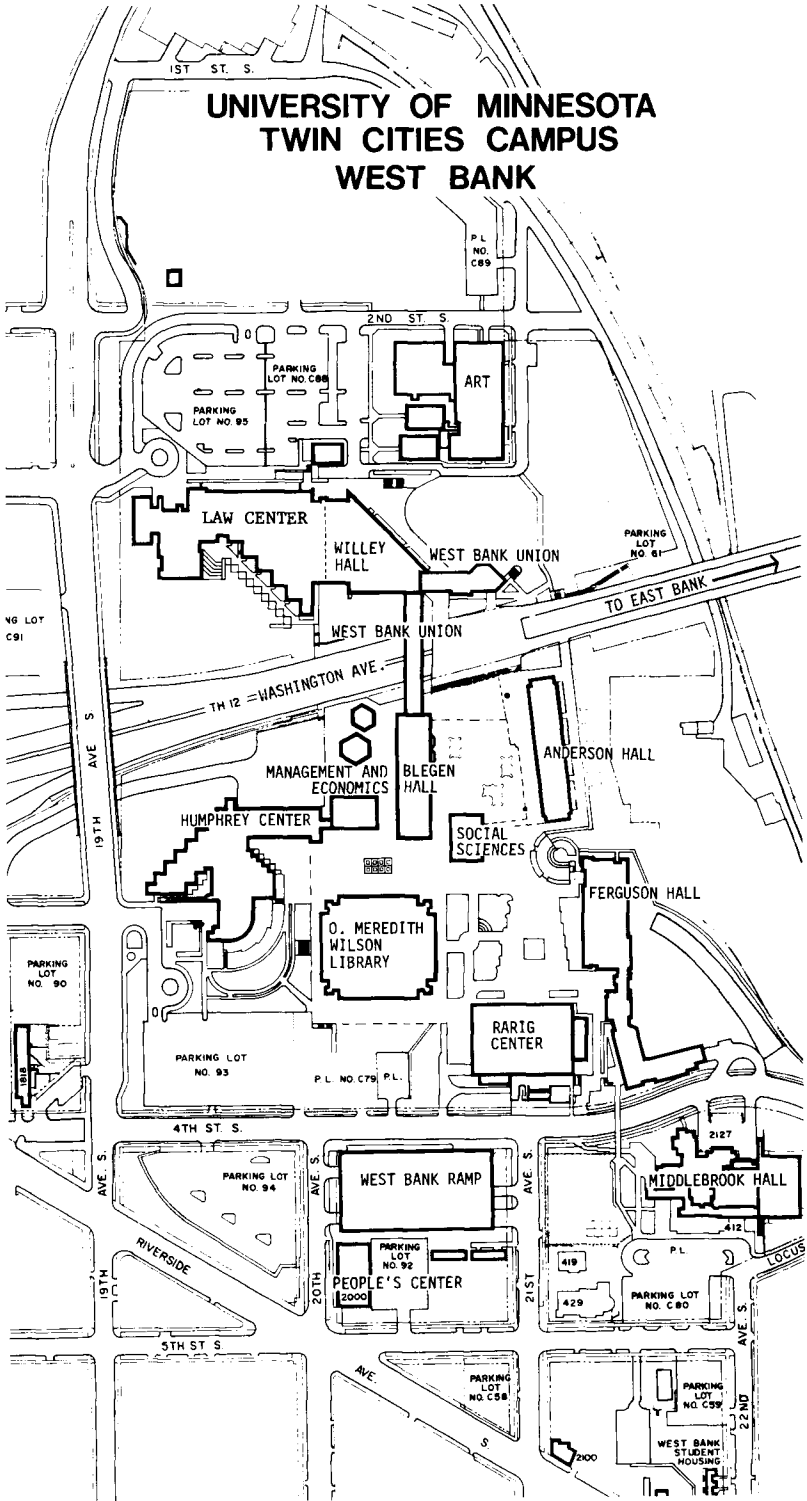 1ST ST. S.
UNIVERSITY OF MINNESOTA
TWIN CITIES CAMPUS
WEST BANK
P L
NO.
C89
2ND ST. S.
PARKING
LOT NO. C88
ART
PARKING
LOT NO. 95
LAW CENTER
WILLEY
HALL
WEST BANK UNION
PARKING
LOT
NO. 61
NG LOT
C91
TO EAST BANK
WEST BANK UNION
TH 12 = WASHINGTON AVE.
19TH AVE S.
ANDERSON HALL
MANAGEMENT AND
ECONOMICS
BLEGEN
HALL
HUMPHREY CENTER
SOCIAL
SCIENCES
FERGUSON HALL
O. MEREDITH
WILSON
LIBRARY
PARKING
LOT
NO. 90
RARIG
CENTER
1818
PARKING LOT
NO. 93
P.L. NO. C79
P.L.
4TH ST. S.
2127
19TH AVE. S.
PARKING LOT
NO. 94
20TH AVE. S.
WEST BANK RAMP
21ST AVE. S.
MIDDLEBROOK HALL
412
RIVERSIDE
PARKING
LOT
NO. 92
419
P.L.
LOCUS
PEOPLE'S CENTER
2000
429
PARKING LOT
NO. C80
5TH ST S.
AVE.
S.
PARKING
LOT
NO. C58
22ND AVE. S.
PARKING
LOT
NO. C59
WEST BANK
STUDENT
HOUSING
2100